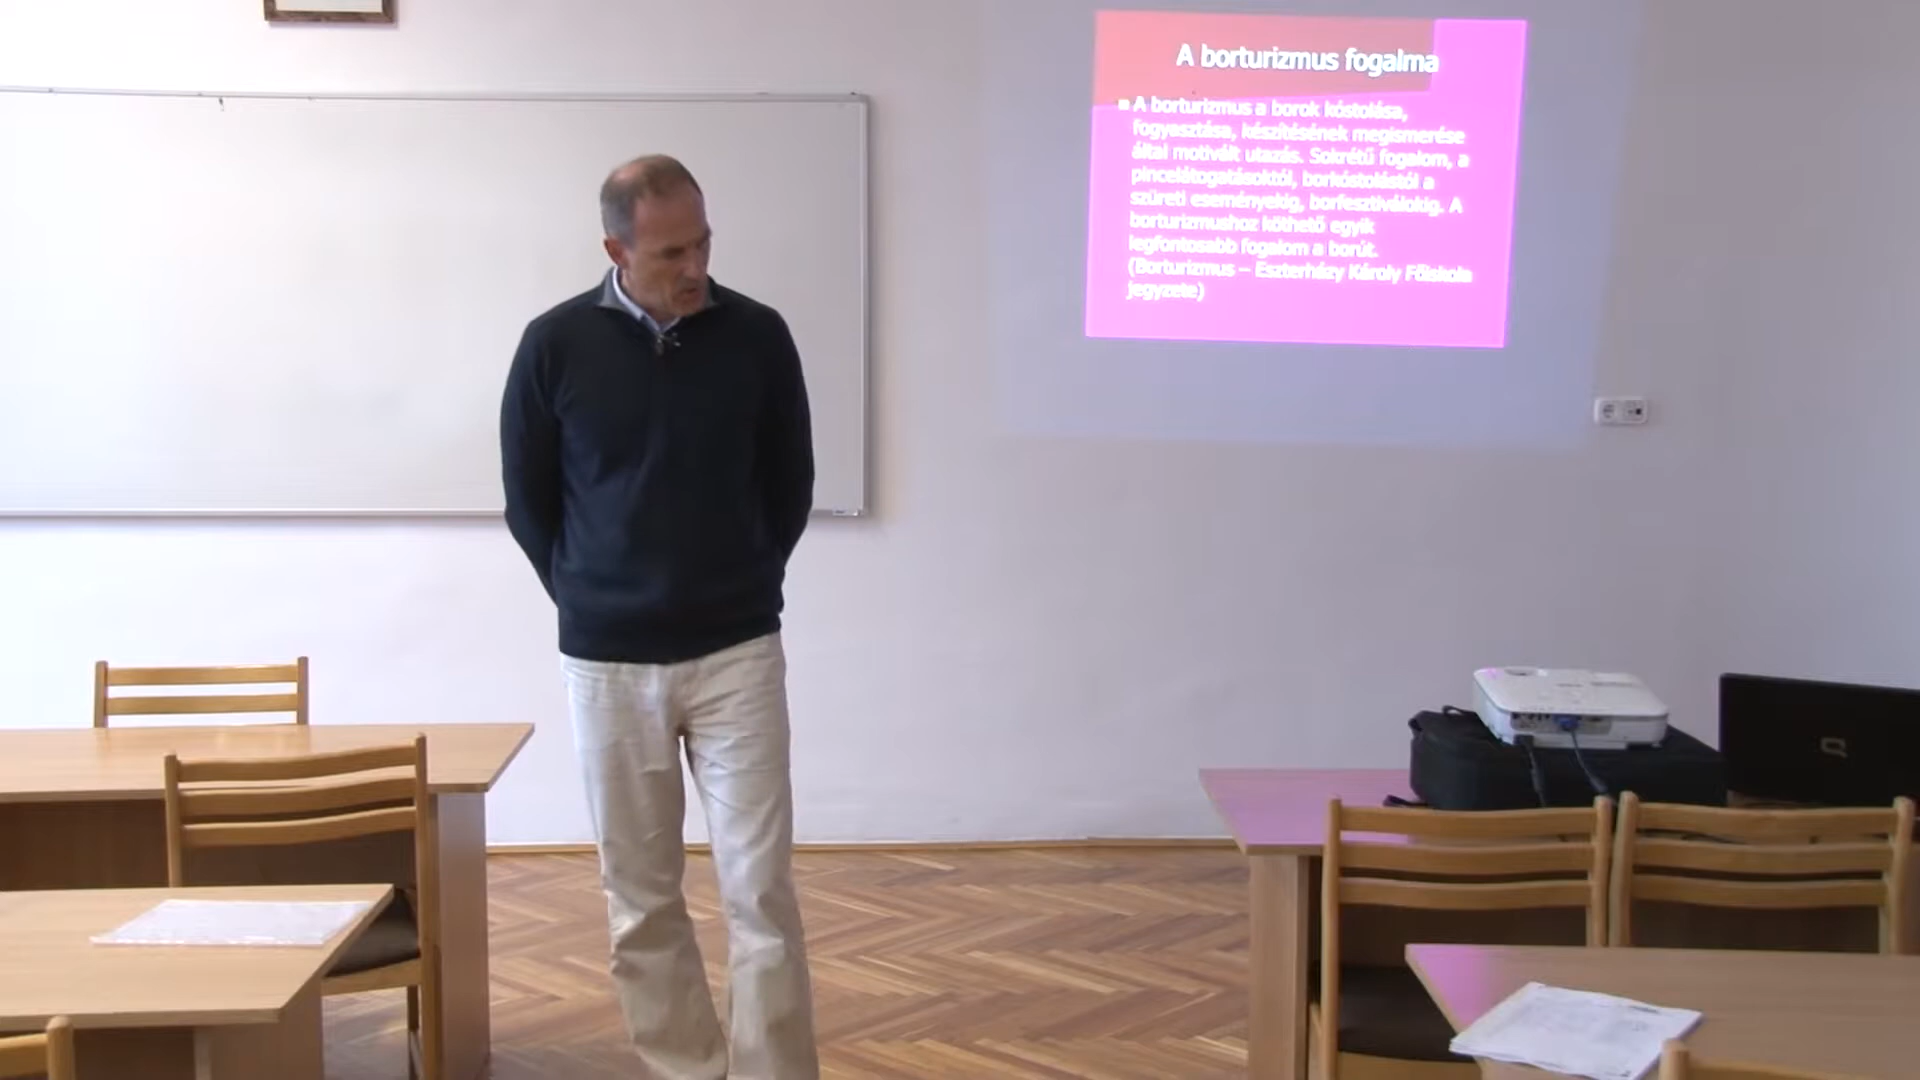 A borturizmus fogalma
A borturizmus a borok kóstolása,
fogyasztása, készítésének megismerése
által motivált utazás. Sokrétű fogalom, a
pincelátogatásoktól, borkóstolástól a
szüreti eseményekig, borfesztiválokig. A
borturizmushoz köthető egyik
legfontosabb fogalom a borút.
(Borturizmus – Eszterházy Károly Főiskola
jegyzete)